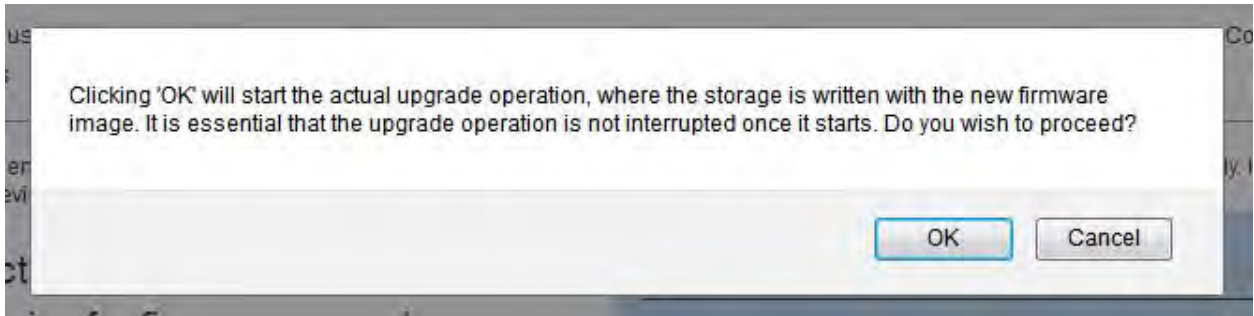 Clicking 'OK' will start the actual upgrade operation, where the storage is written with the new firmware
image. It is essential that the upgrade operation is not interrupted once it starts. Do you wish to proceed?
OK Cancel